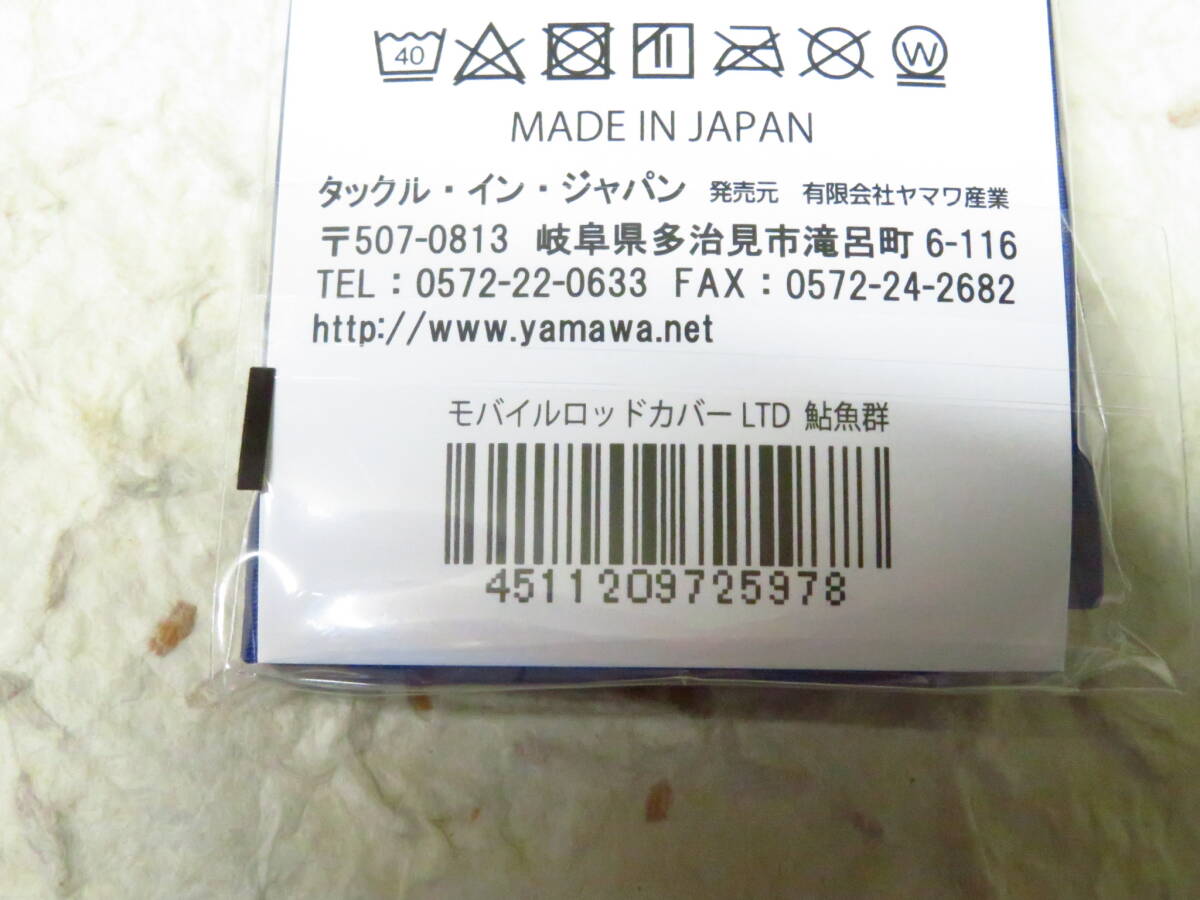 40 W
MADE IN JAPAN
タックル・イン・ジャパン 発売元 有限会社ヤマワ産業
〒507-0813 岐阜県多治見市滝呂町 6-116
TEL：0572-22-0633 FAX：0572-24-2682
http://www.yamawa.net
モバイルロッドカバー LTD 鮎魚群
4511209725978